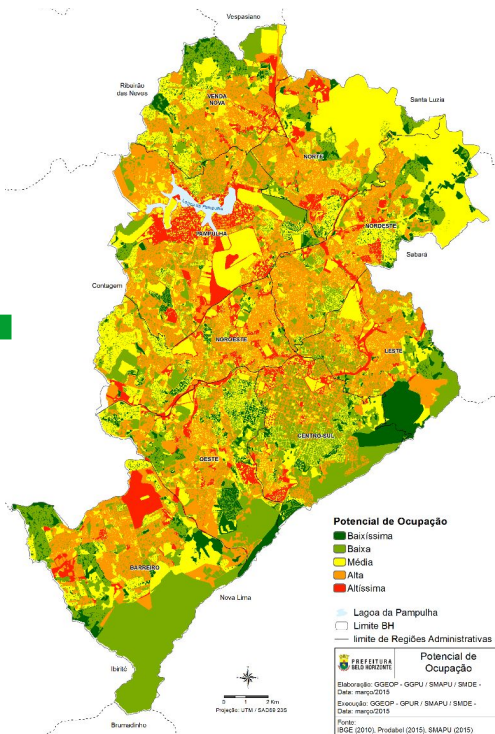 Vespasiano
Ribeirão
das Neves
VENDA
NOVA
Santa Luzia
NORTE
Lagoa da Pampulha
NORDESTE
PAMPULHA
Sabará
Contagem
NOROESTE
LESTE
CENTRO-SUL
OESTE
BARREIRO
Nova Lima
Ibirité
Brumadinho
0 1 2 Km
Projeção: UTM / SAD69 23S
Potencial de Ocupação
Baixíssima
Baixa
Média
Alta
Altíssima
Lagoa da Pampulha
Limite BH
limite de Regiões Administrativas
PREFEITURA
BELO HORIZONTE
Potencial de
Ocupação
Elaboração: GGEOP - GGPU / SMAPU / SMDE -
Data: março/2015
Execução: GGEOP - GPUR / SMAPU / SMDE -
Data: março/2015
Fonte:
IBGE (2010), Prodabel (2015), SMAPU (2015)